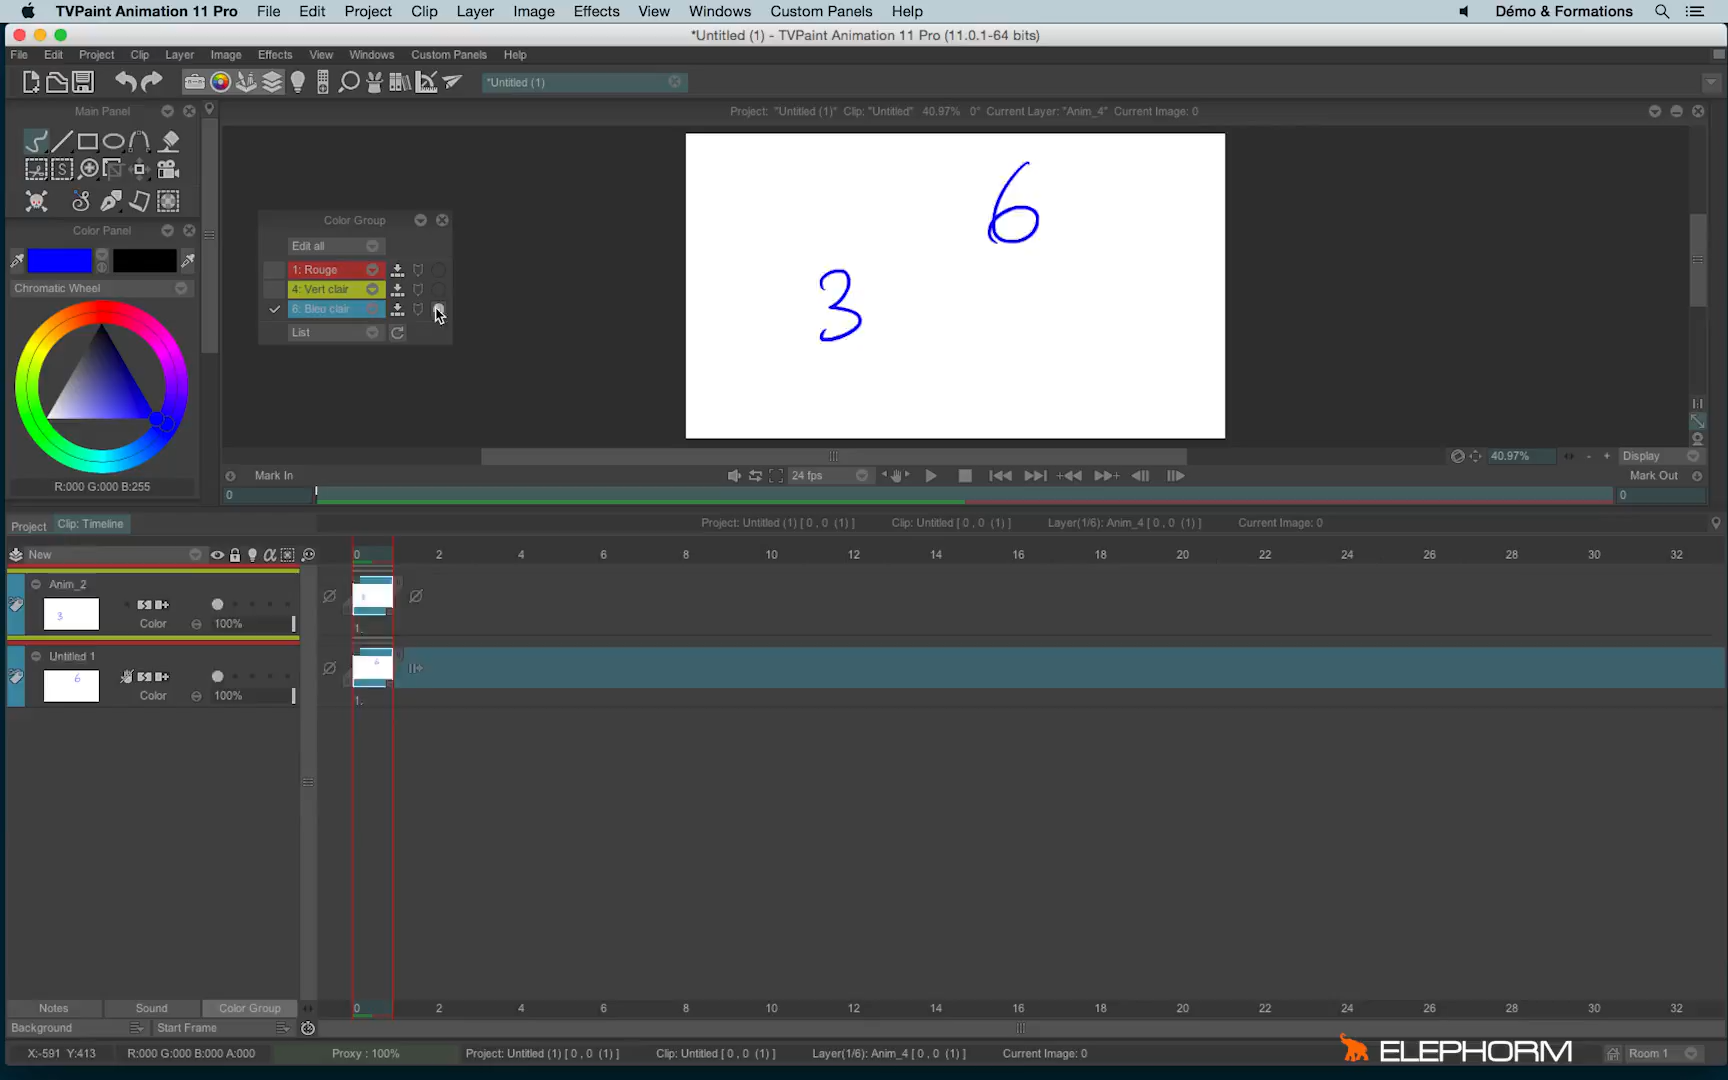 TVPaint Animation 11 Pro File Edit Project Clip Layer Image Effects View Windows Custom Panels Help Démo & Formations
*Untitled (1) - TVPaint Animation 11 Pro (11.0.1-64 bits)
File Edit Project Clip Layer Image Effects View Windows Custom Panels Help
*Untitled (1)
Main Panel
Project: "Untitled (1)" Clip: "Untitled" 40.97% 0° Current Layer: "Anim_4" Current Image: 0
6
3
Color Group
Edit all
1: Rouge
4: Vert clair
6: Bleu clair
List
Color Panel
Chromatic Wheel
R:000 G:000 B:255
40.97% Display
Mark In 24 fps Mark Out
0 0
Project Clip: Timeline Project: Untitled (1) [ 0 , 0 (1) ] Clip: Untitled [ 0 , 0 (1) ] Layer(1/6): Anim_4 [ 0 , 0 (1) ] Current Image: 0
New 0 2 4 6 8 10 12 14 16 18 20 22 24 26 28 30 32
Anim_2
3
Color 100%
1.
Untitled 1
6
Color 100%
1.
Notes Sound Color Group 0 2 4 6 8 10 12 14 16 18 20 22 24 26 28 30 32
Background Start Frame
X:-591 Y:413 R:000 G:000 B:000 A:000 Proxy : 100% Project: Untitled (1) [ 0 , 0 (1) ] Clip: Untitled [ 0 , 0 (1) ] Layer(1/6): Anim_4 [ 0 , 0 (1) ] Current Image: 0 ELEPHORM Room 1